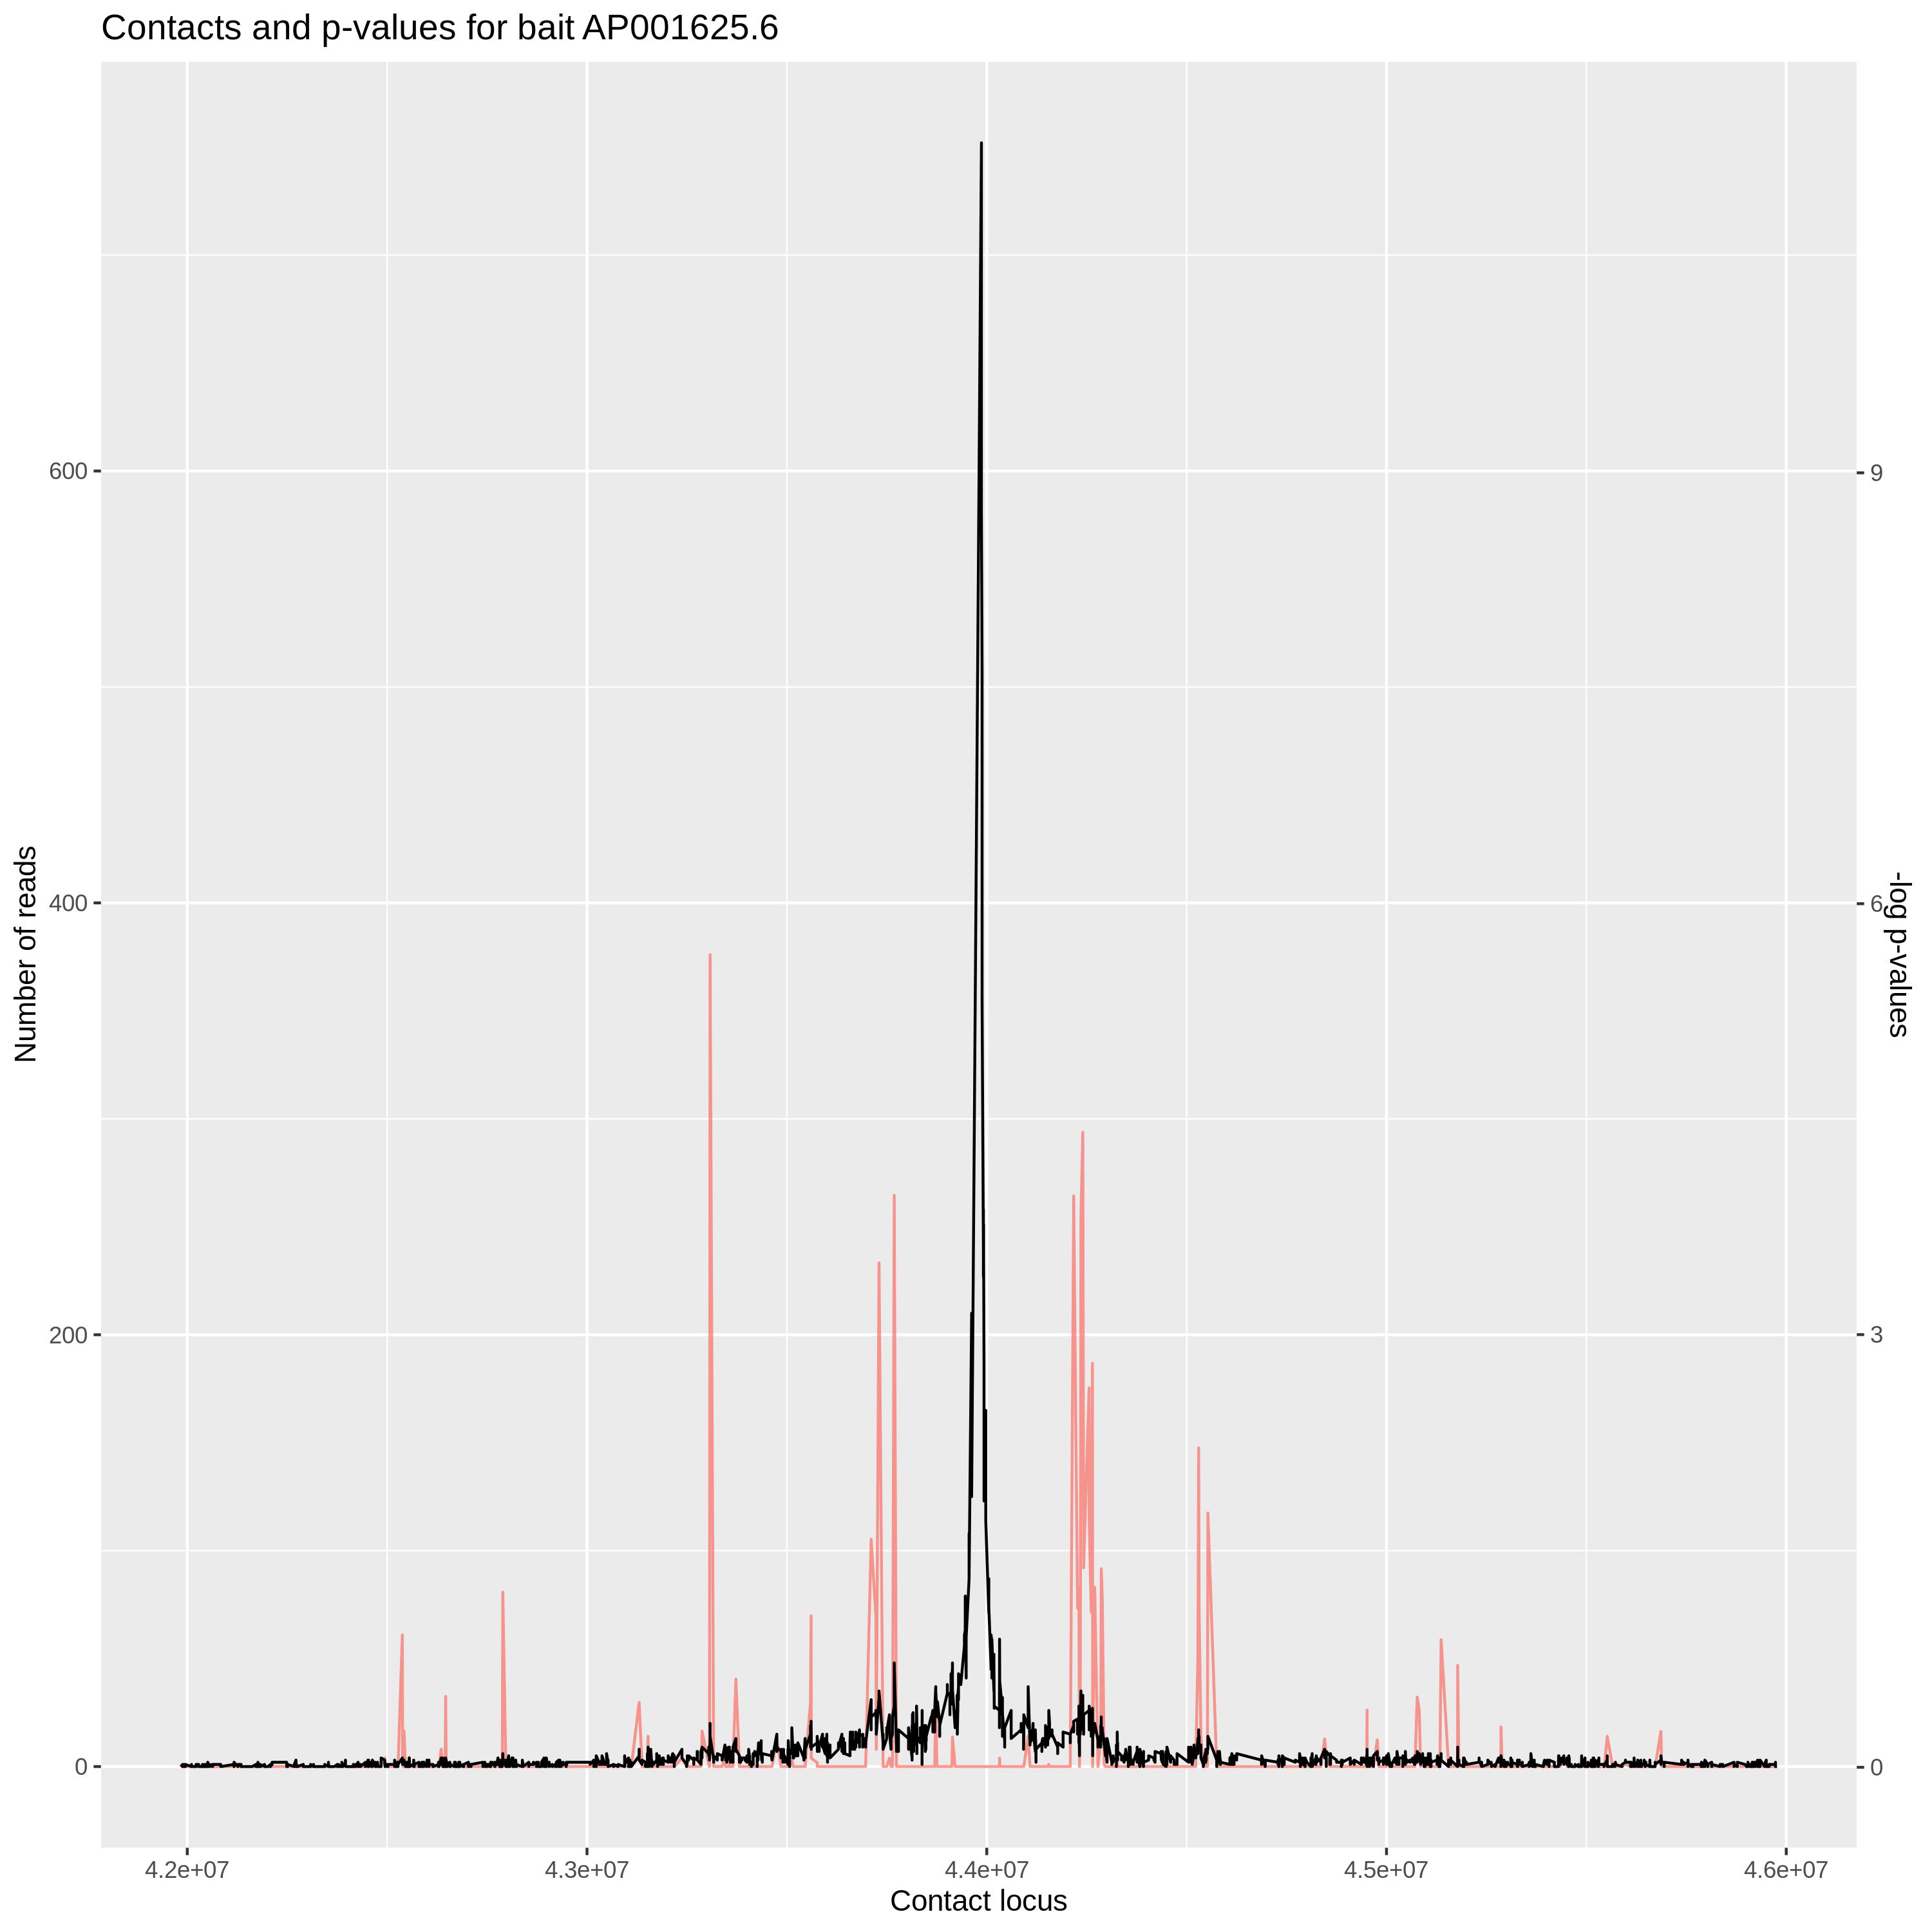 Contacts and p-values for bait AP001625.6
Number of reads
600
400
200
0
9
6
3
0
-log p-values
4.2e+07
4.3e+07
4.4e+07
4.5e+07
4.6e+07
Contact locus